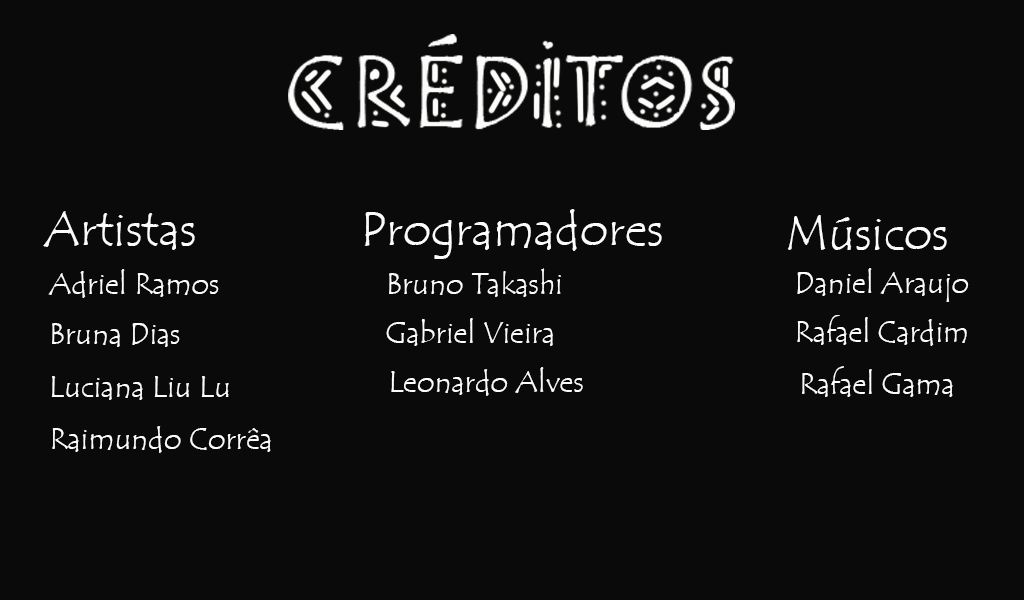 CRÉDITOS
Artistas
Adriel Ramos
Bruna Dias
Luciana Liu Lu
Raimundo Corrêa
Programadores
Bruno Takashi
Gabriel Vieira
Leonardo Alves
Músicos
Daniel Araujo
Rafael Cardim
Rafael Gama